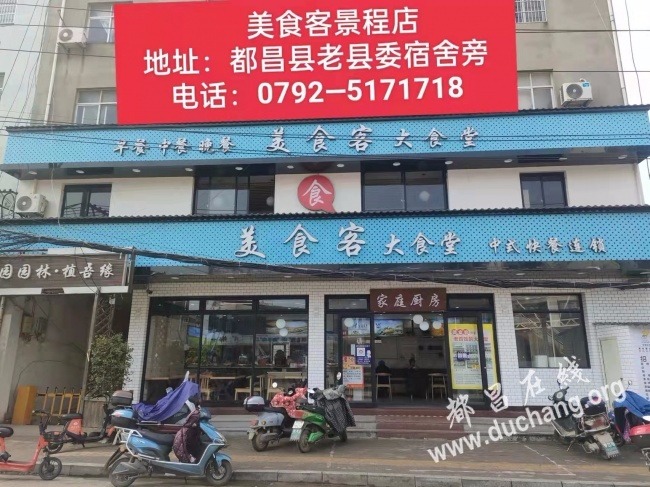 美食客景程店
地址：都昌县老县委宿舍旁
电话：0792—5171718
早餐 中餐 晚餐 美食客 大食堂
食
美食客 大食堂 中式快餐连锁
园园林·植吾缘
家庭厨房
都昌在线
www.duchang.org